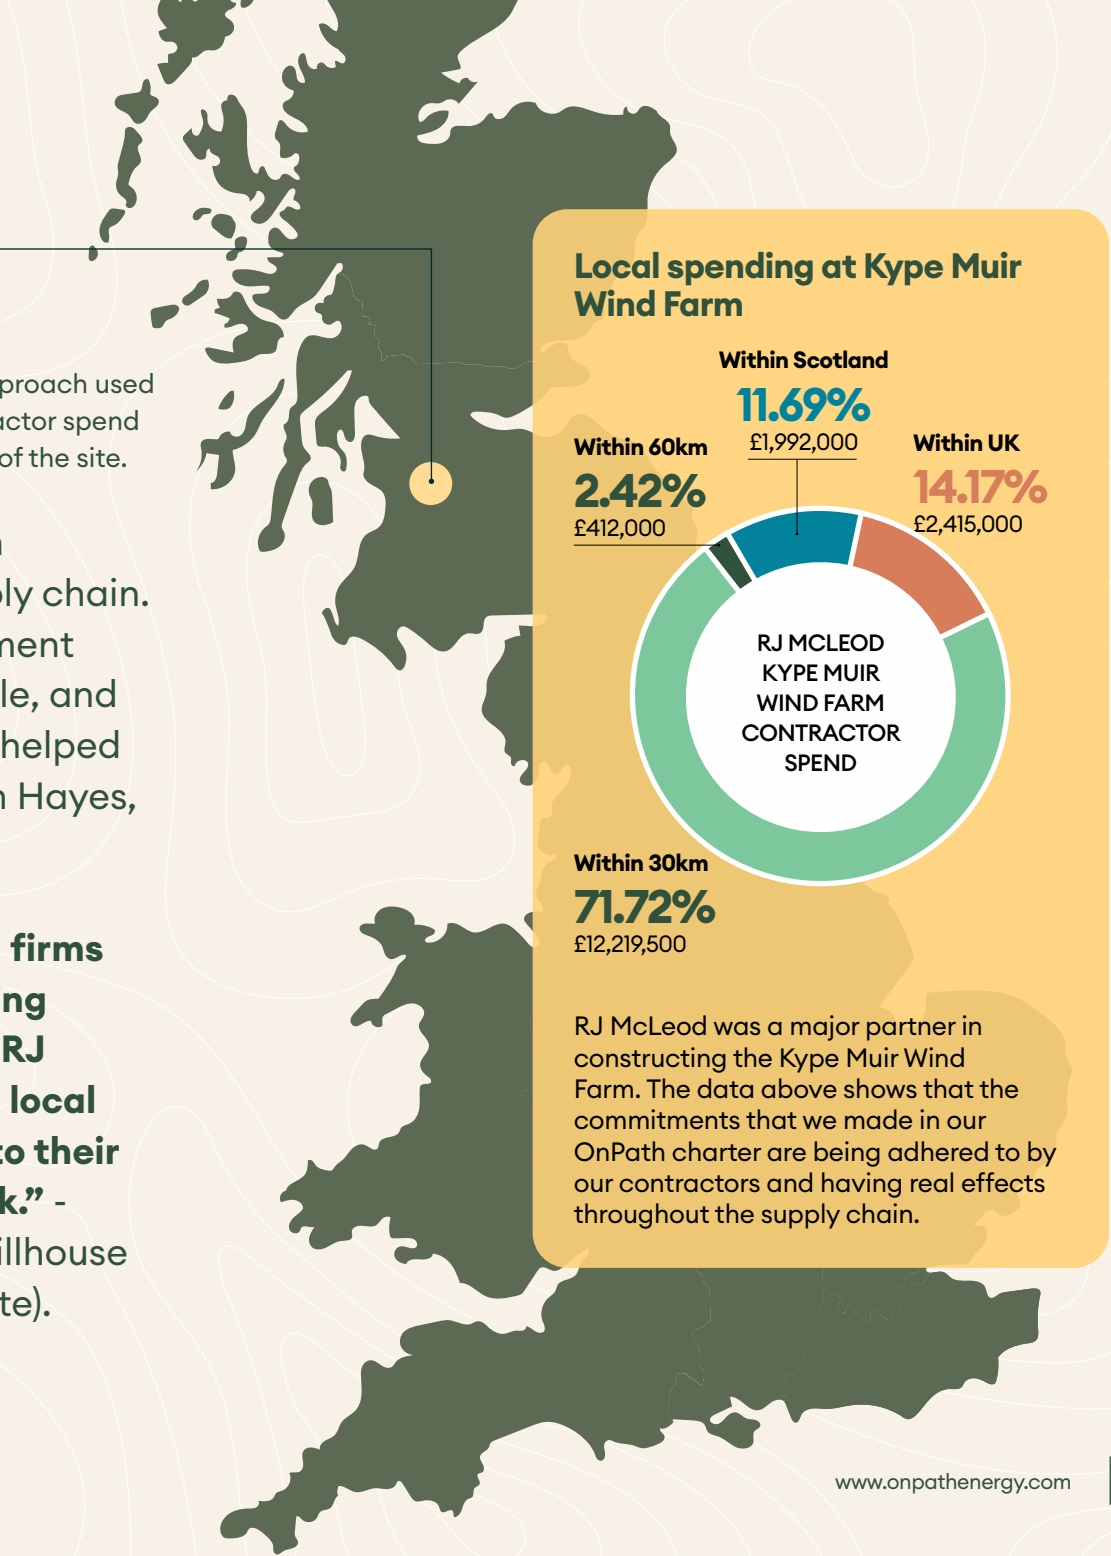 proach used
actor spend
of the site.
ly chain.
ment
le, and
helped
Hayes,
firms
ng
RJ
local
to their
k.” -
illhouse
te).
Local spending at Kype Muir
Wind Farm
Within Scotland
11.69%
£1,992,000
Within 60km
2.42%
£412,000
Within UK
14.17%
£2,415,000
RJ MCLEOD
KYPE MUIR
WIND FARM
CONTRACTOR
SPEND
Within 30km
71.72%
£12,219,500
RJ McLeod was a major partner in
constructing the Kype Muir Wind
Farm. The data above shows that the
commitments that we made in our
OnPath charter are being adhered to by
our contractors and having real effects
throughout the supply chain.
www.onpathenergy.com